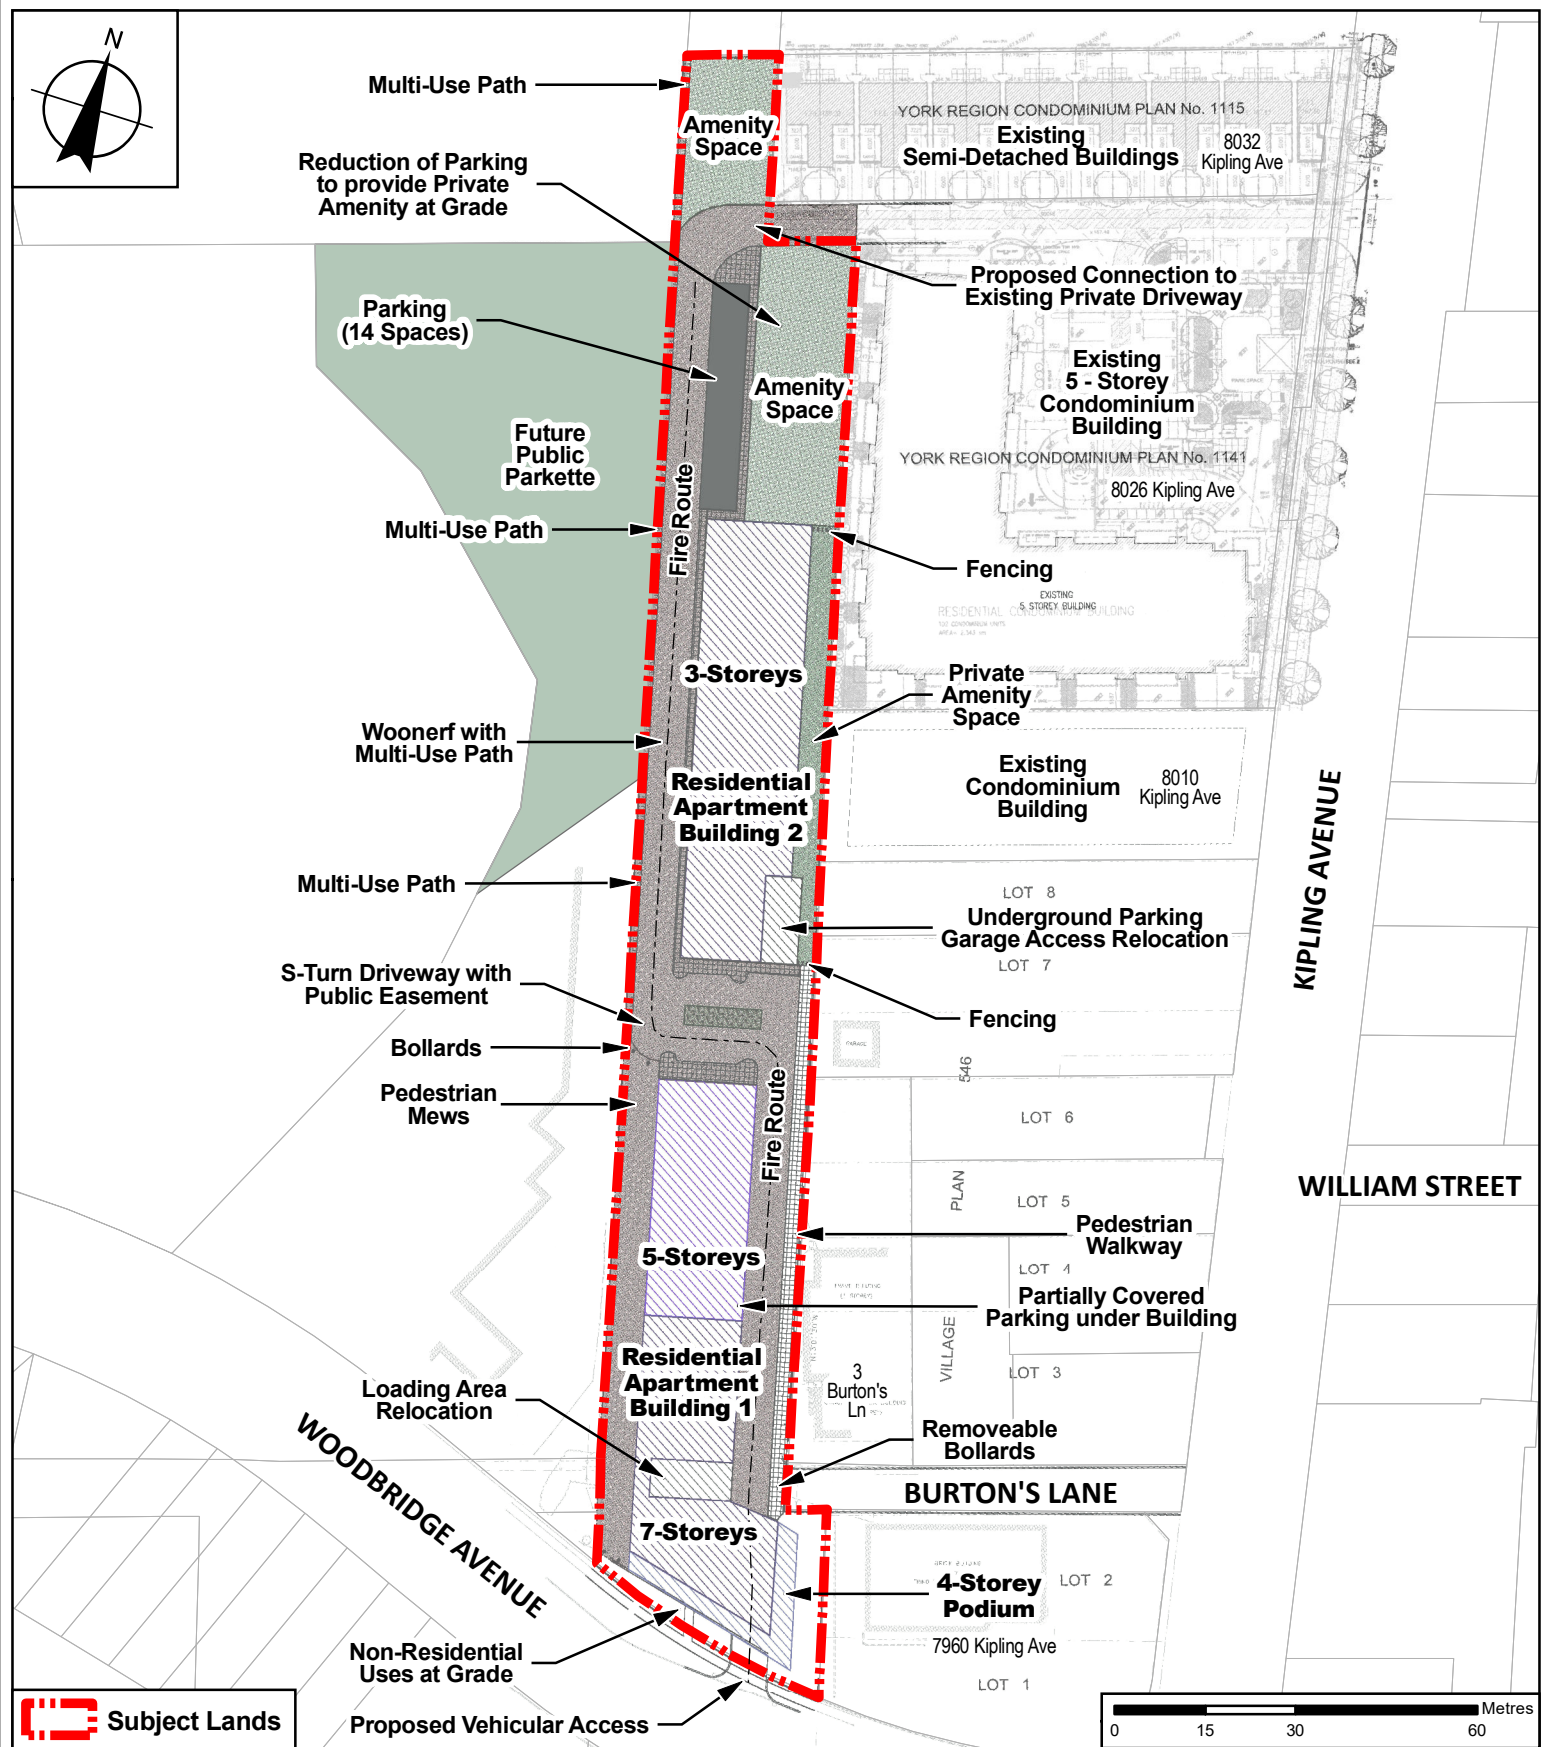 N
Multi-Use Path
Amenity
Space
YORK REGION CONDOMINIUM PLAN No. 1115
Existing
Semi-Detached Buildings
8032
Kipling Ave
Reduction of Parking
to provide Private
Amenity at Grade
Proposed Connection to
Existing Private Driveway
Parking
(14 Spaces)
Amenity
Space
Existing
5 - Storey
Condominium
Building
YORK REGION CONDOMINIUM PLAN No. 1141
8026 Kipling Ave
Future
Public
Parkette
Multi-Use Path
Fire Route
Fencing
EXISTING
5 STOREY BUILDING
RESIDENTIAL CONDOMINIUM BUILDING
3-Storeys
Private
Amenity
Space
Woonerf with
Multi-Use Path
Residential
Apartment
Building 2
Existing
Condominium
Building
8010
Kipling Ave
KIPLING AVENUE
Multi-Use Path
LOT 8
Underground Parking
Garage Access Relocation
LOT 7
S-Turn Driveway with
Public Easement
Fencing
Bollards
546
Pedestrian
Mews
Fire Route
LOT 6
PLAN
WILLIAM STREET
LOT 5
Pedestrian
Walkway
5-Storeys
LOT 4
Partially Covered
Parking under Building
VILLAGE
Residential
Apartment
Building 1
LOT 3
3
Burton's
Ln
Loading Area
Relocation
Removeable
Bollards
WOODBRIDGE AVENUE
BURTON'S LANE
7-Storeys
4-Storey
Podium
LOT 2
7960 Kipling Ave
Non-Residential
Uses at Grade
LOT 1
Proposed Vehicular Access
Subject Lands
Metres
0 15 30 60